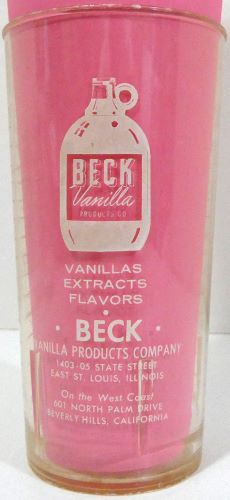 BECK
Vanilla
PRODUCTS CO
VANILLAS
EXTRACTS
FLAVORS
•
• BECK •
VANILLA PRODUCTS COMPANY
1403-05 STATE STREET
EAST ST. LOUIS, ILLINOIS
On the West Coast
601 NORTH PALM DRIVE
BEVERLY HILLS, CALIFORNIA